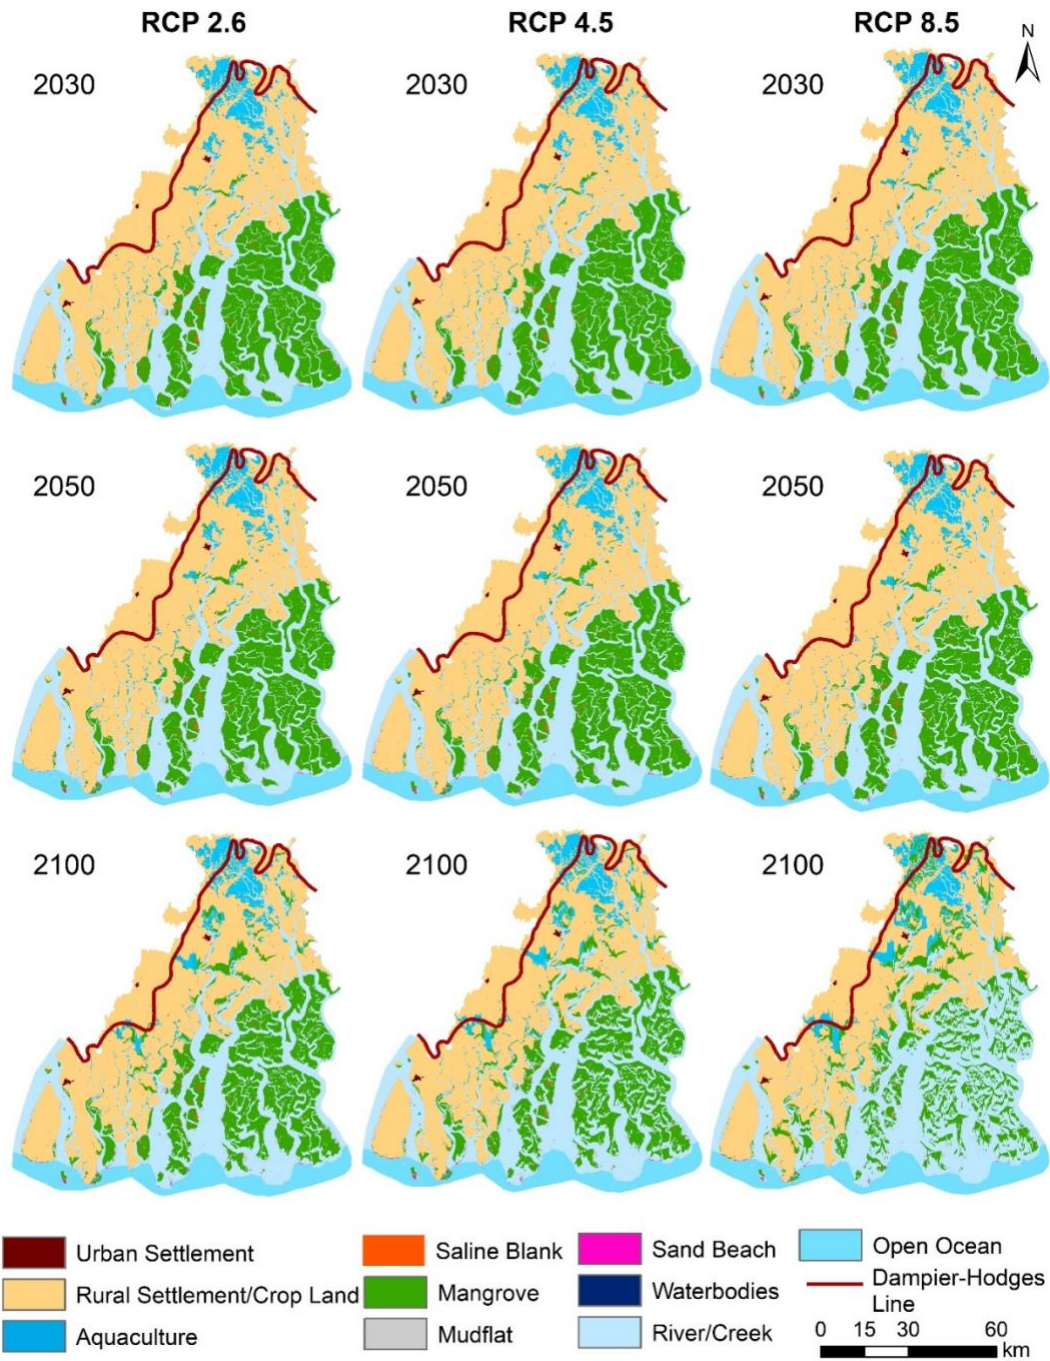 RCP 2.6
RCP 4.5
RCP 8.5
N
2030
2030
2030
2050
2050
2050
2100
2100
2100
Urban Settlement
Rural Settlement/Crop Land
Aquaculture
Saline Blank
Mangrove
Mudflat
Sand Beach
Waterbodies
River/Creek
Open Ocean
Dampier-Hodges
Line
0 15 30 60
km